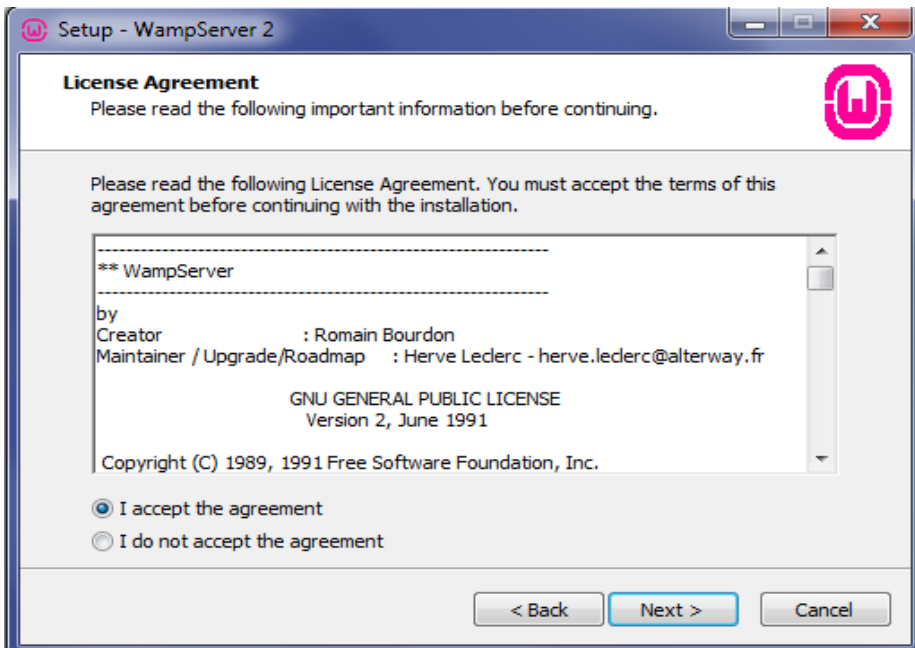 Setup - WampServer 2
License Agreement
Please read the following important information before continuing.
Please read the following License Agreement. You must accept the terms of this
agreement before continuing with the installation.
----------------------------------------------------------------
** WampServer
----------------------------------------------------------------
by
Creator : Romain Bourdon
Maintainer / Upgrade/Roadmap : Herve Leclerc - herve.leclerc@alterway.fr
GNU GENERAL PUBLIC LICENSE
Version 2, June 1991
Copyright (C) 1989, 1991 Free Software Foundation, Inc.
I accept the agreement
I do not accept the agreement
< Back Next > Cancel